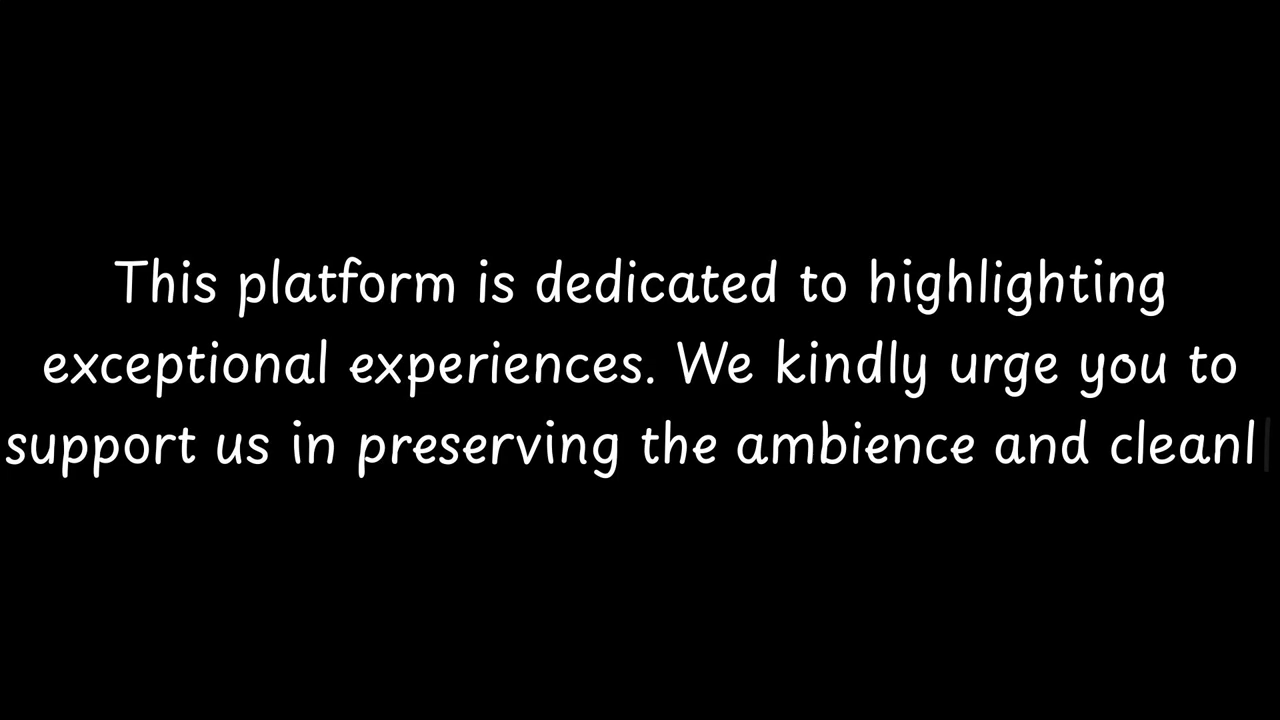 This platform is dedicated to highlighting
exceptional experiences. We kindly urge you to
support us in preserving the ambience and cleanl